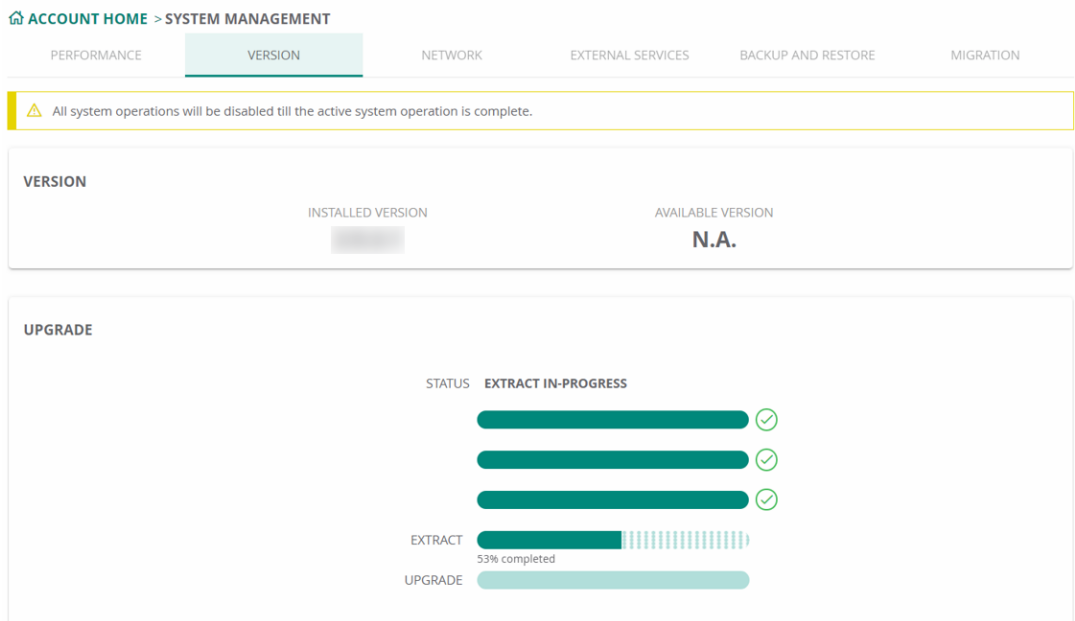 ACCOUNT HOME > SYSTEM MANAGEMENT
PERFORMANCE VERSION NETWORK EXTERNAL SERVICES BACKUP AND RESTORE MIGRATION
All system operations will be disabled till the active system operation is complete.
VERSION
INSTALLED VERSION AVAILABLE VERSION
N.A.
UPGRADE
STATUS EXTRACT IN-PROGRESS
EXTRACT
53% completed
UPGRADE